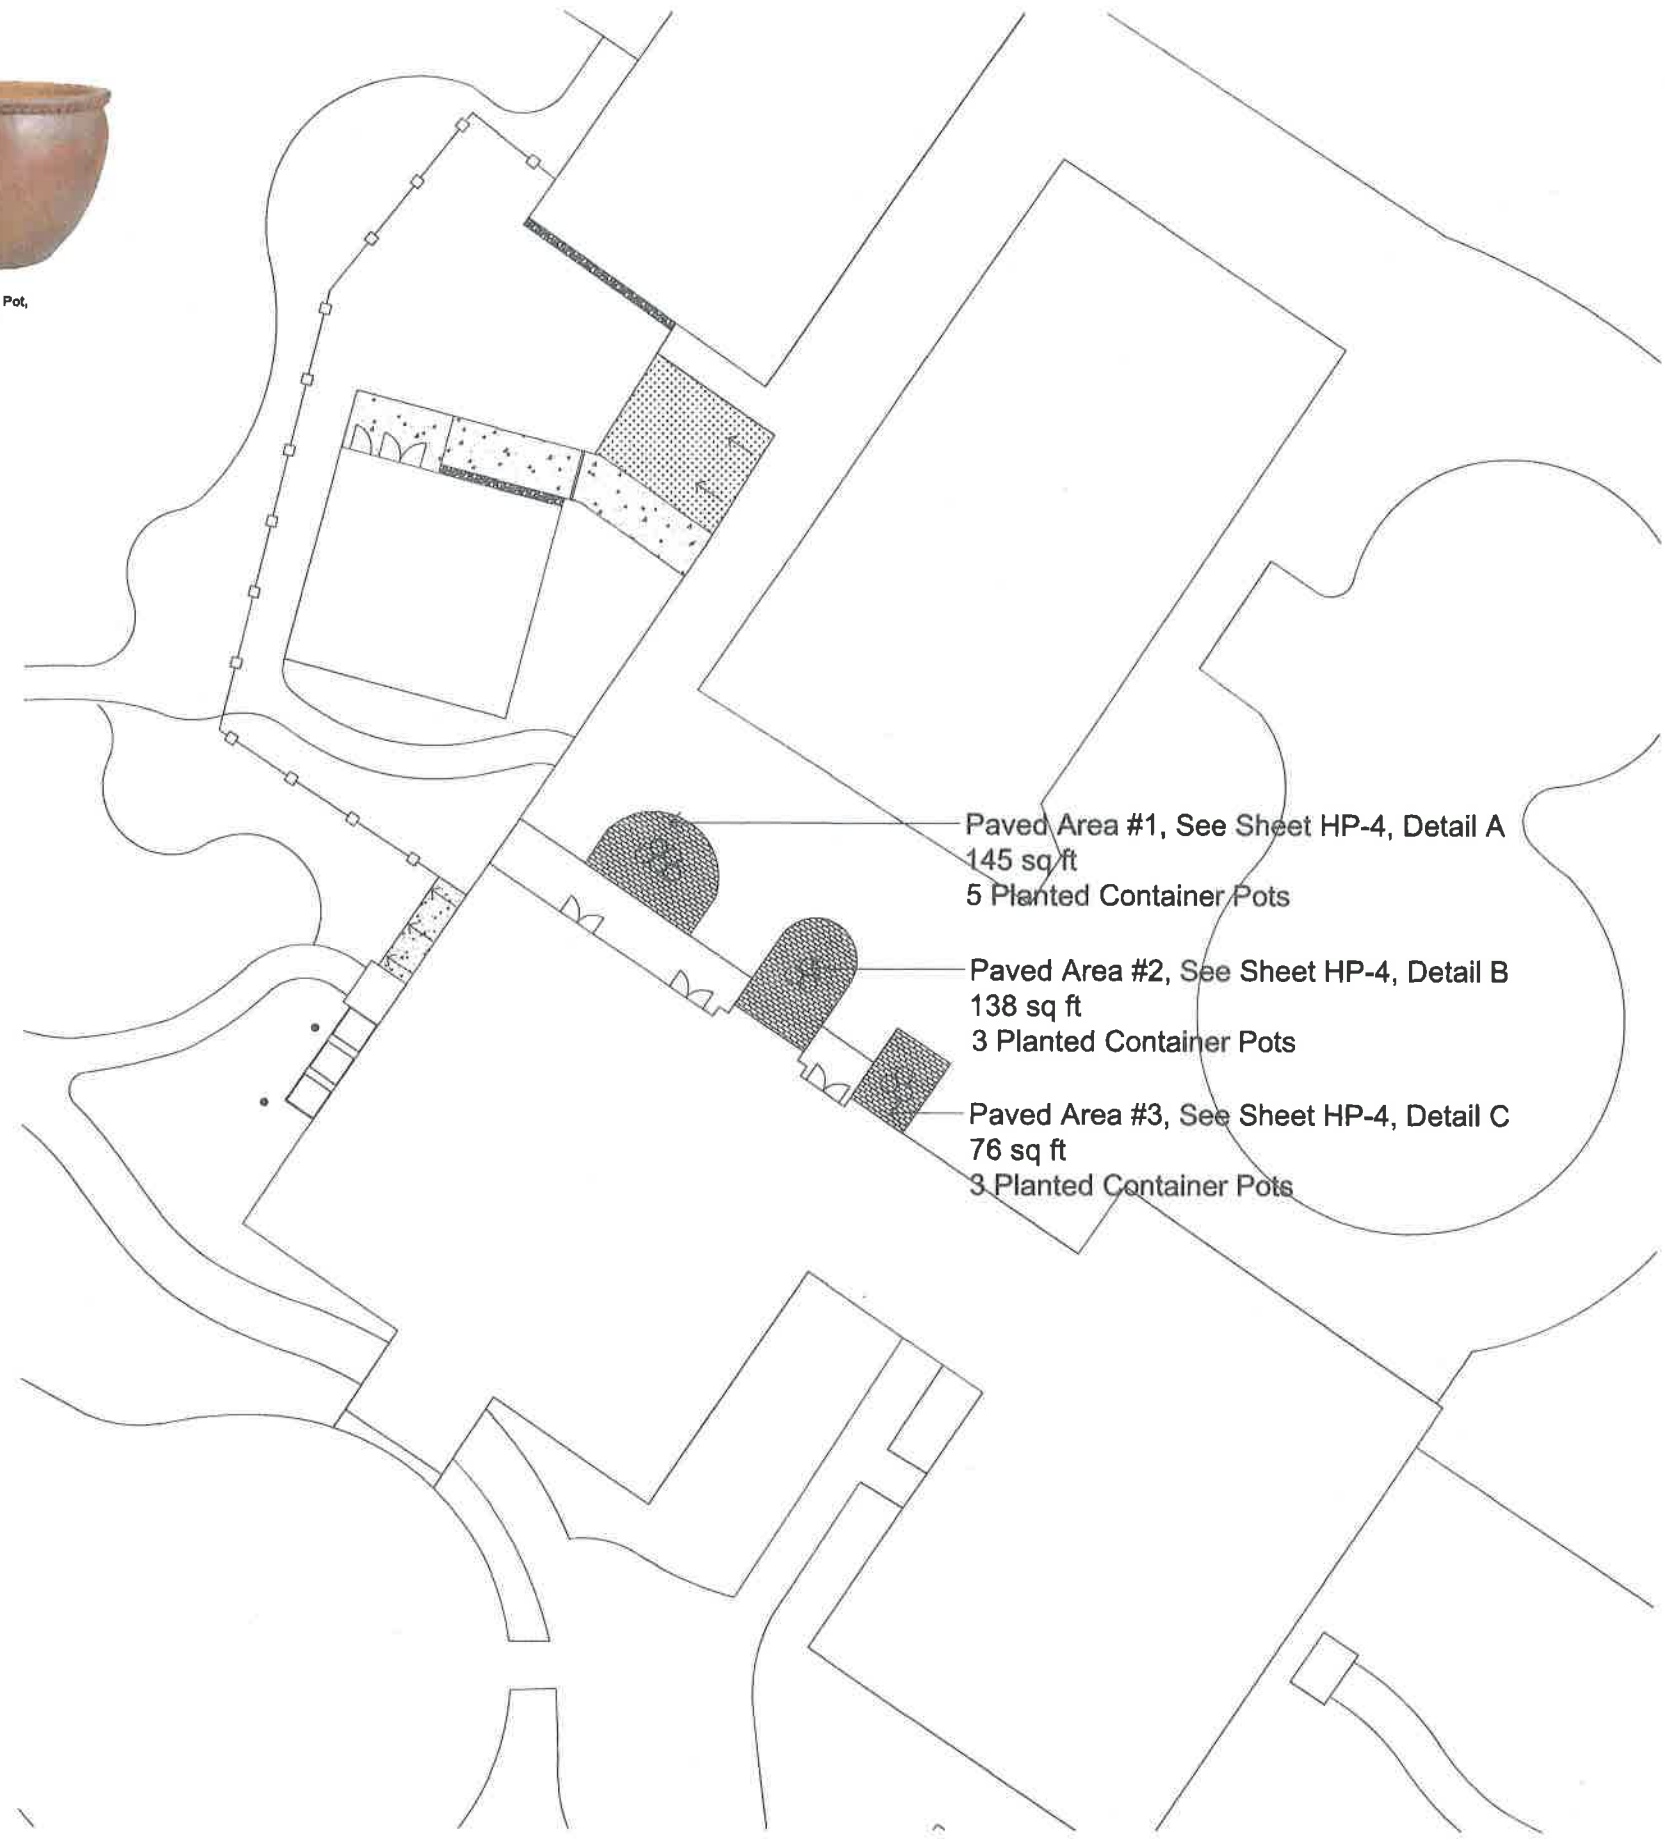 Pot,
Paved Area #1, See Sheet HP-4, Detail A
145 sq ft
5 Planted Container Pots
Paved Area #2, See Sheet HP-4, Detail B
138 sq ft
3 Planted Container Pots
Paved Area #3, See Sheet HP-4, Detail C
76 sq ft
3 Planted Container Pots